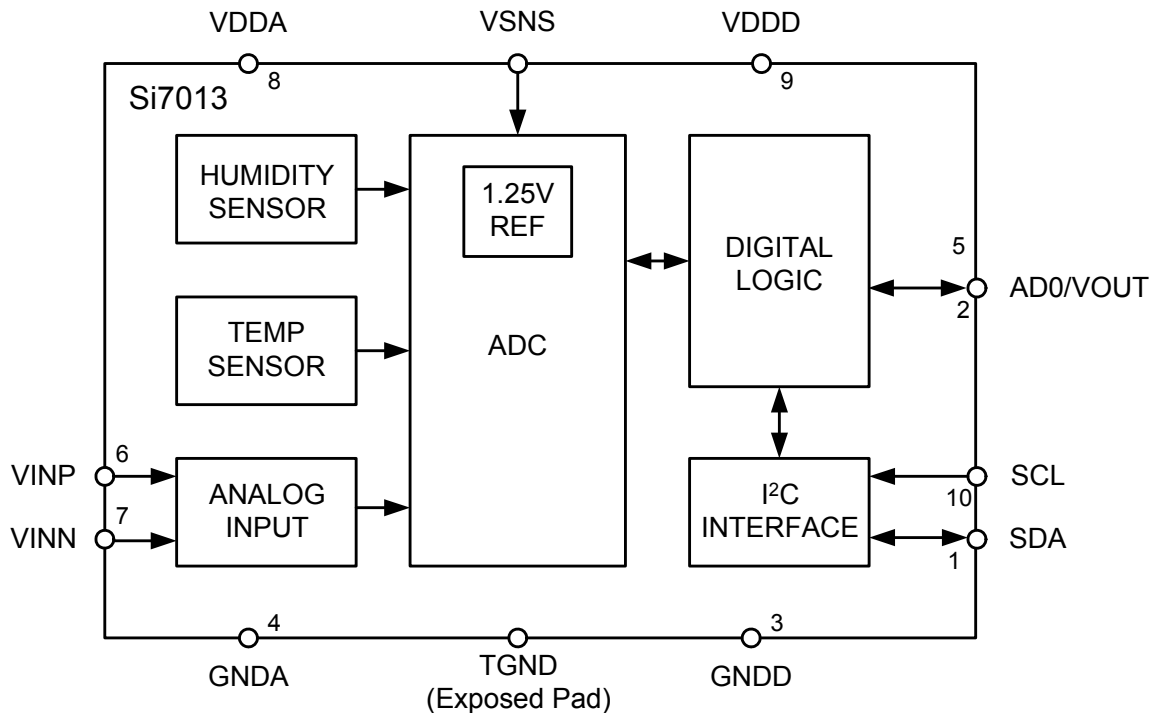 VDDA
VSNS
VDDD
8
9
Si7013
HUMIDITY
SENSOR
1.25V
REF
DIGITAL
LOGIC
5
AD0/VOUT
2
TEMP
SENSOR
ADC
6
VINP
7
VINN
ANALOG
INPUT
I²C
INTERFACE
SCL
10
SDA
1
4
3
GNDA
TGND
(Exposed Pad)
GNDD